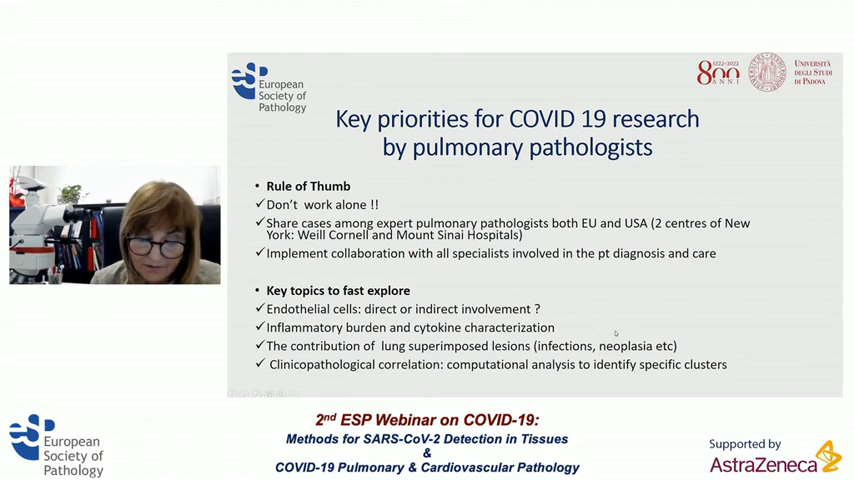 European
Society of
Pathology
1222·2022
800
ANNI
UNIVERSITÀ
DEGLI STUDI
DI PADOVA
Key priorities for COVID 19 research
by pulmonary pathologists
• Rule of Thumb
✓Don't work alone !!
✓Share cases among expert pulmonary pathologists both EU and USA (2 centres of New
York: Weill Cornell and Mount Sinai Hospitals)
✓Implement collaboration with all specialists involved in the pt diagnosis and care
• Key topics to fast explore
✓Endothelial cells: direct or indirect involvement ?
✓Inflammatory burden and cytokine characterization
✓The contribution of lung superimposed lesions (infections, neoplasia etc)
✓ Clinicopathological correlation: computational analysis to identify specific clusters
esp
European
Society of
Pathology
2nd ESP Webinar on COVID-19:
Methods for SARS-CoV-2 Detection in Tissues
&
COVID-19 Pulmonary & Cardiovascular Pathology
Supported by
AstraZeneca